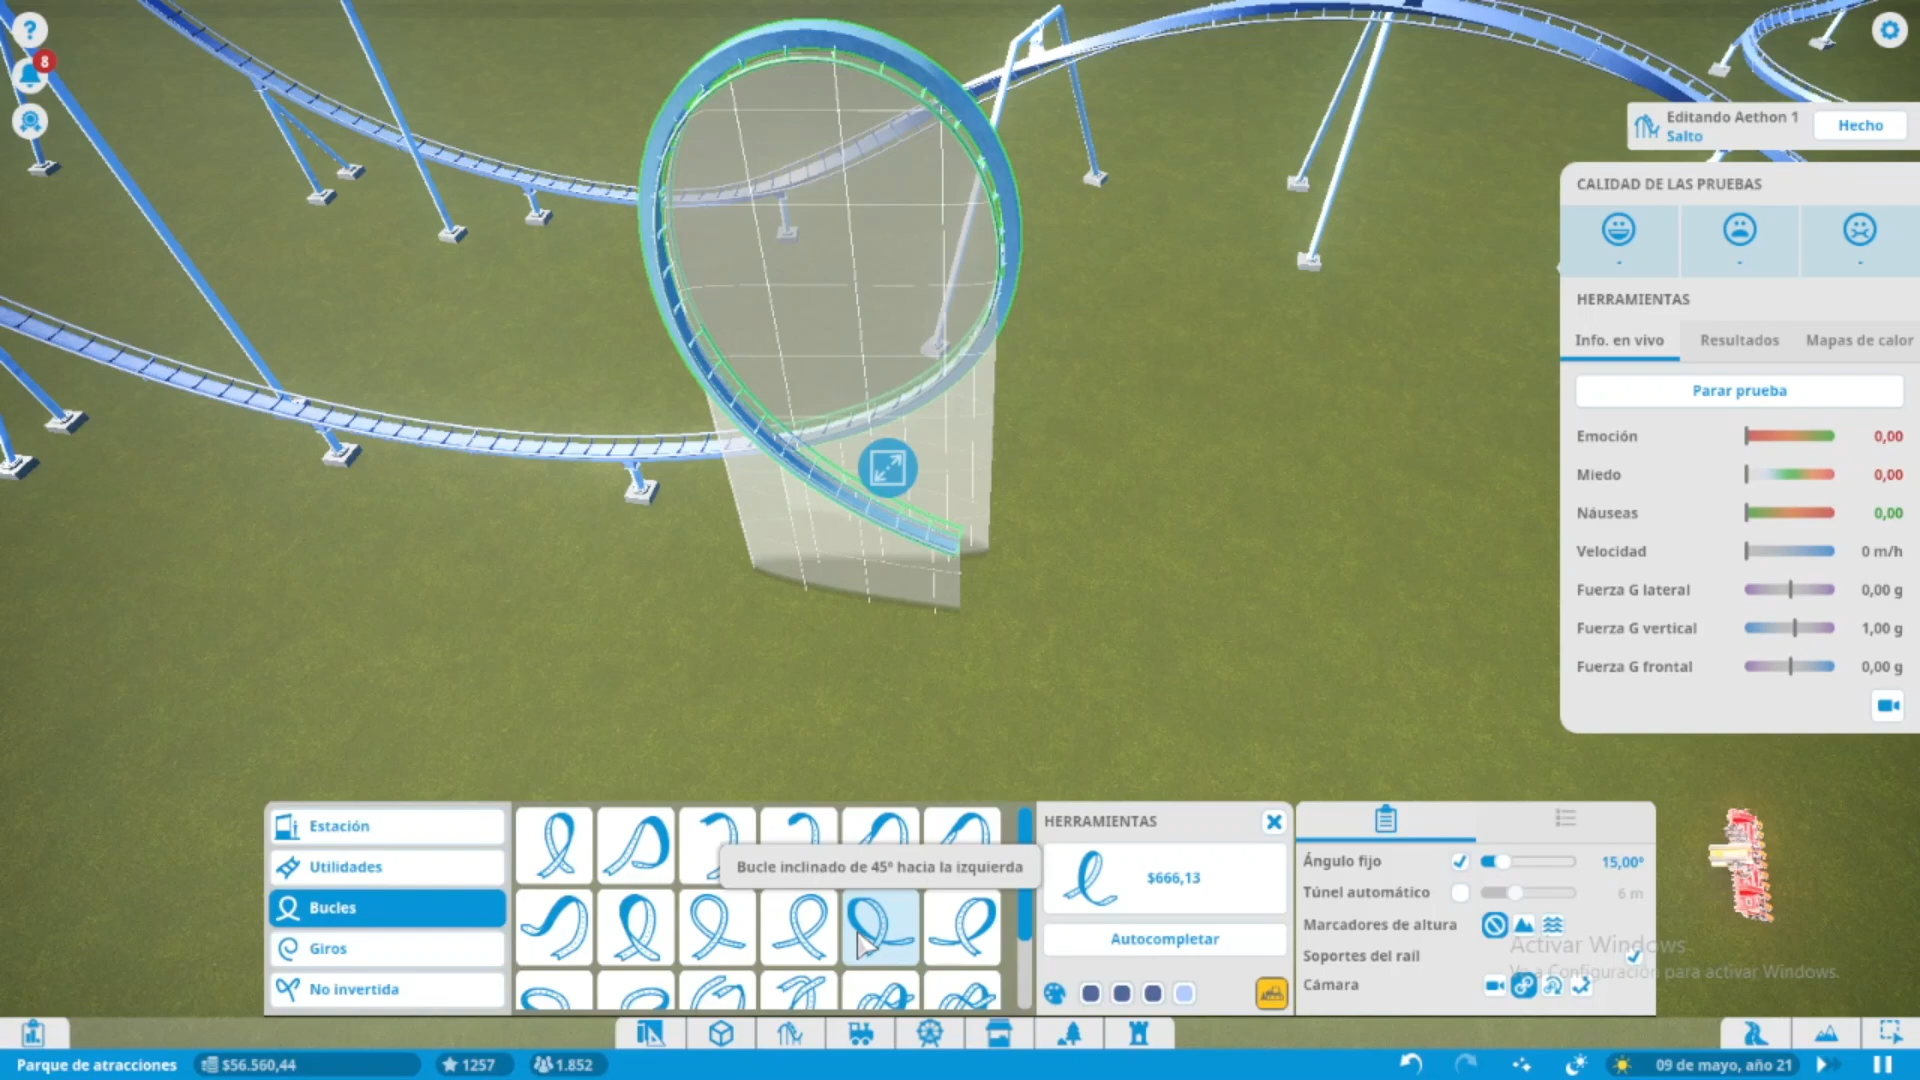 ?
8
Editando Aethon 1
Salto
Hecho
CALIDAD DE LAS PRUEBAS
- - -
HERRAMIENTAS
Info. en vivo
Resultados
Mapas de calor
Parar prueba
Emoción 0,00
Miedo 0,00
Náuseas 0,00
Velocidad 0 m/h
Fuerza G lateral 0,00 g
Fuerza G vertical 1,00 g
Fuerza G frontal 0,00 g
Estación
Utilidades
Bucles
Giros
No invertida
Bucle inclinado de 45º hacia la izquierda
HERRAMIENTAS
$666,13
Autocompletar
Ángulo fijo 15,00°
Túnel automático 6 m
Marcadores de altura
Soportes del raíl
Cámara
Activar Windows
Ve a Configuración para activar Windows.
Parque de atracciones
$56.560,44
1257
1.852
09 de mayo, año 21